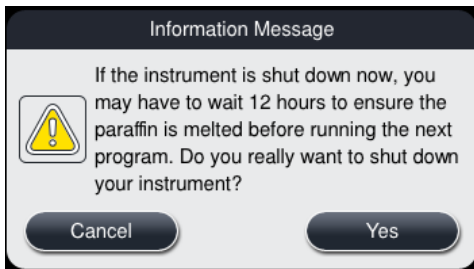 Information Message
If the instrument is shut down now, you
may have to wait 12 hours to ensure the
paraffin is melted before running the next
program. Do you really want to shut down
your instrument?
Cancel
Yes